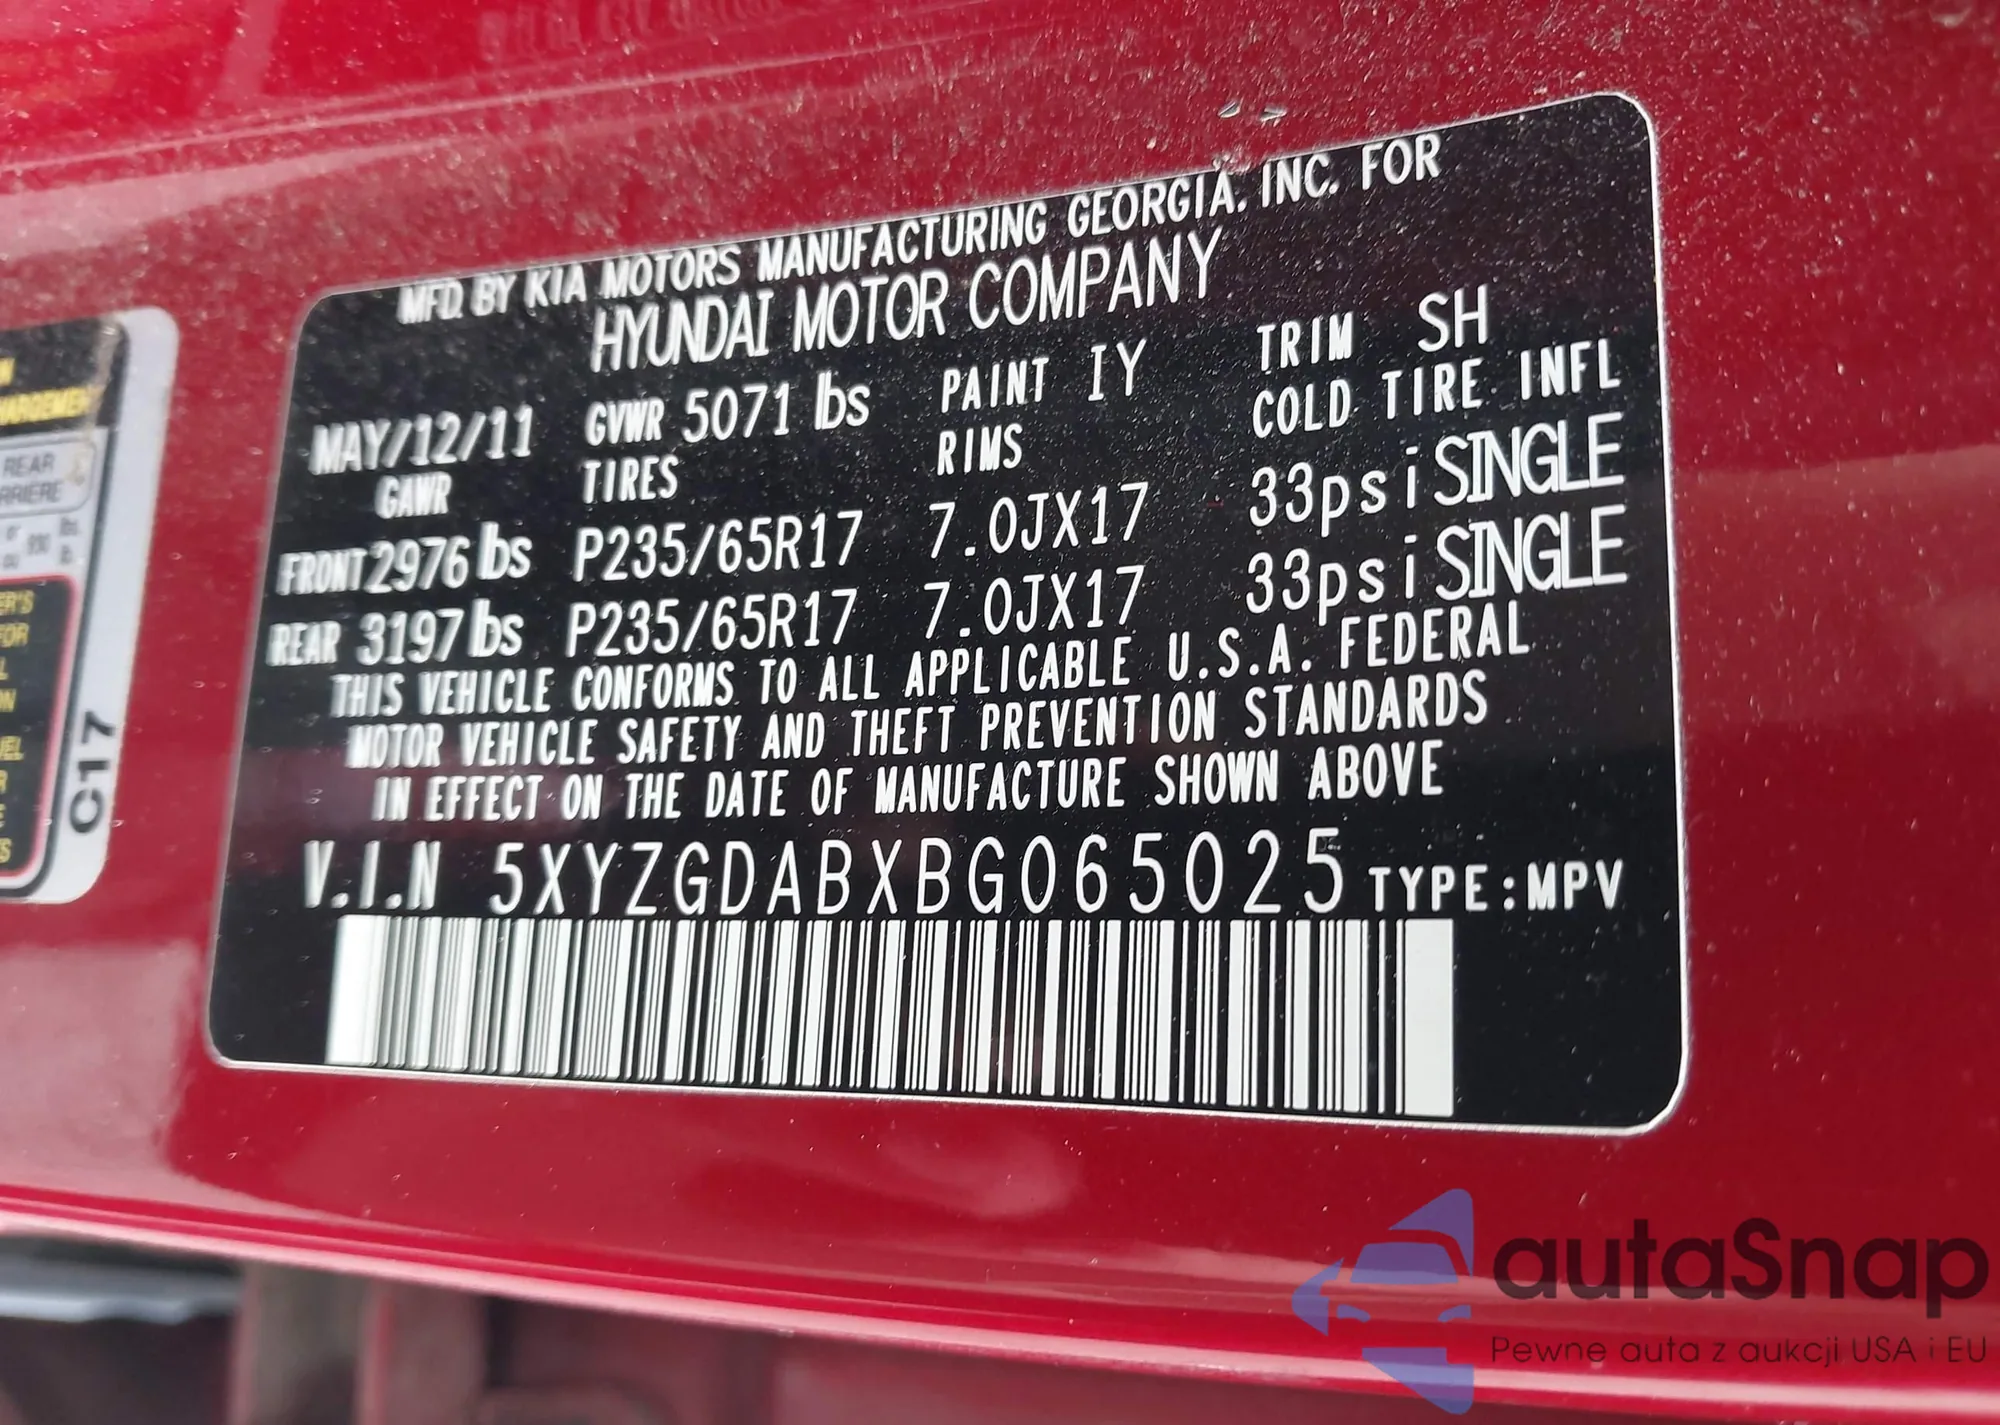 MFD BY KIA MOTORS MANUFACTURING GEORGIA. INC. FOR
HYUNDAI MOTOR COMPANY
MAY/12/11 GVWR 5071 lbs PAINT IY TRIM SH
GAWR TIRES RIMS COLD TIRE INFL
FRONT 2976 lbs P235/65R17 7.0JX17 33psi SINGLE
REAR 3197 lbs P235/65R17 7.0JX17 33psi SINGLE
THIS VEHICLE CONFORMS TO ALL APPLICABLE U.S.A. FEDERAL
MOTOR VEHICLE SAFETY AND THEFT PREVENTION STANDARDS
IN EFFECT ON THE DATE OF MANUFACTURE SHOWN ABOVE
V.I.N 5XYZGDABXBG065025 TYPE:MPV
REAR
C17
autaSnap
Pewne auta z aukcji USA i EU